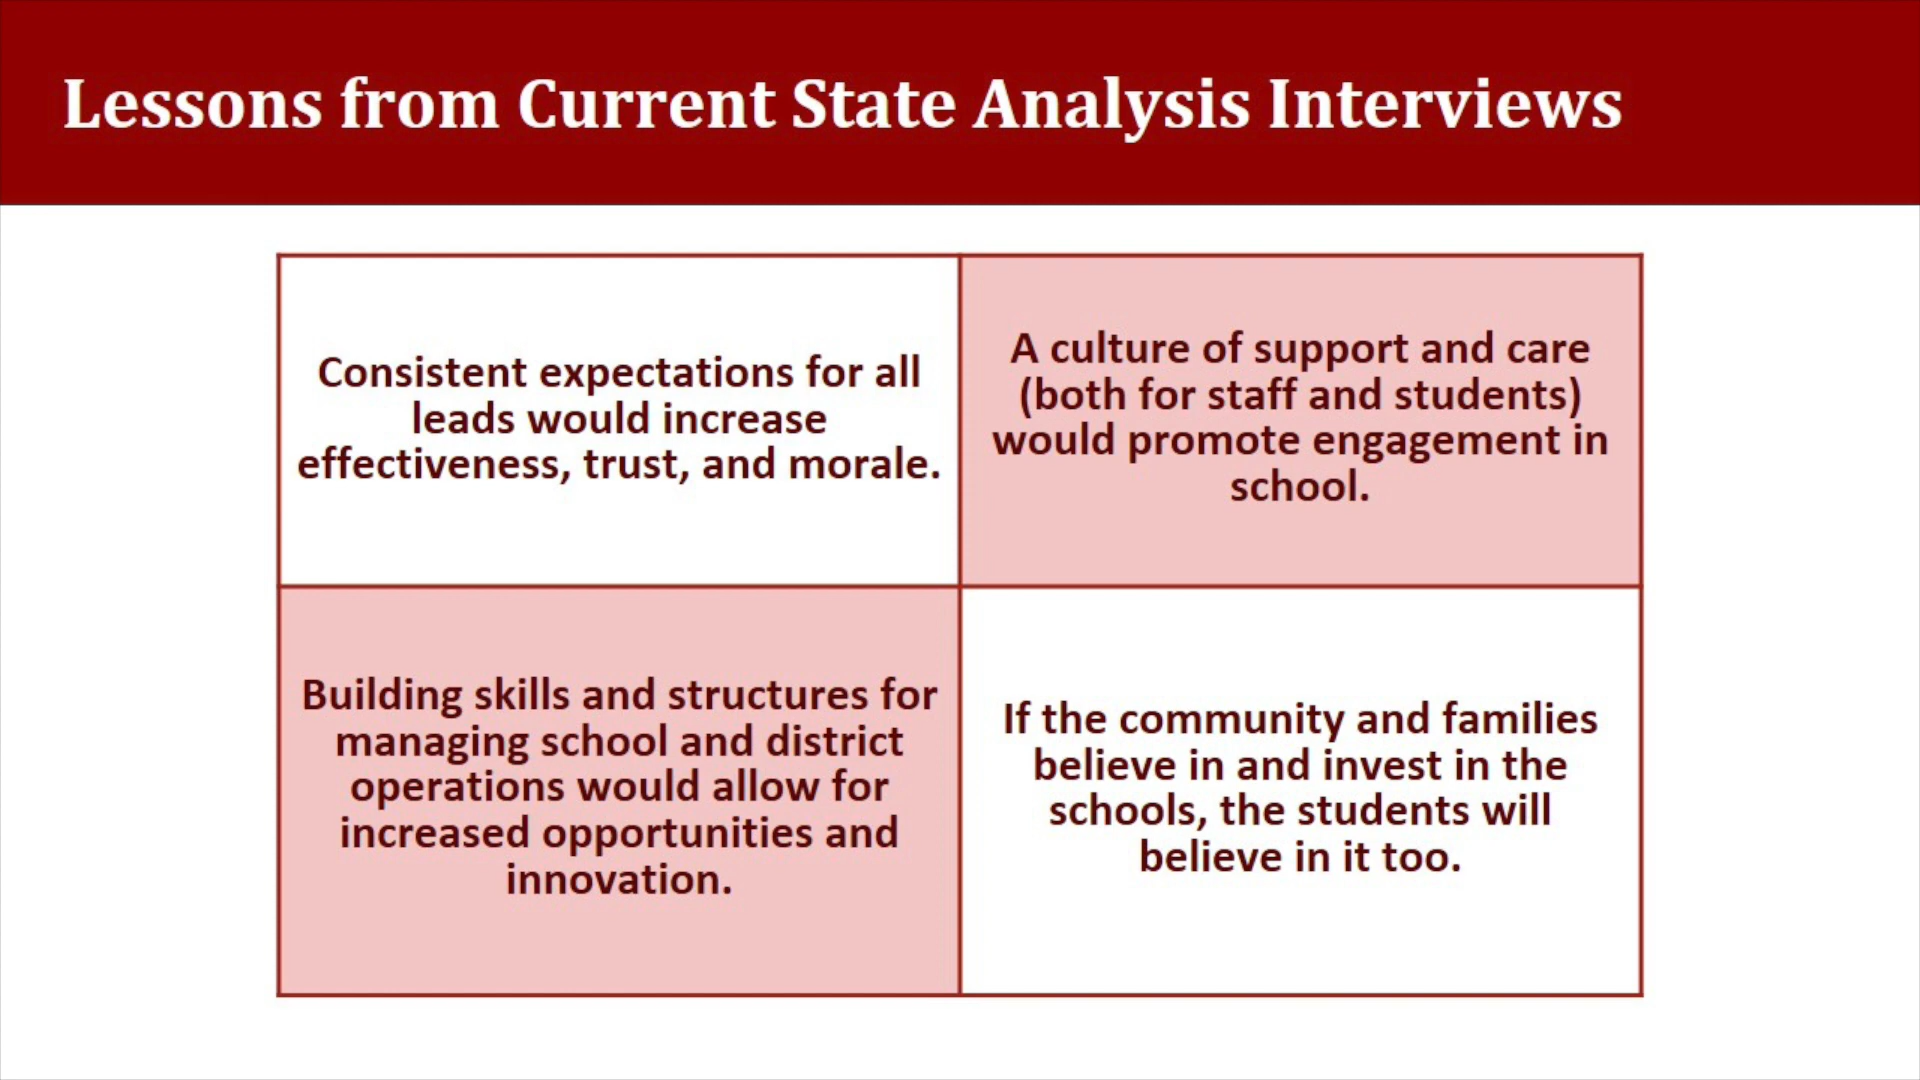 Lessons from Current State Analysis Interviews
Consistent expectations for all
leads would increase
effectiveness, trust, and morale.
A culture of support and care
(both for staff and students)
would promote engagement in
school.
Building skills and structures for
managing school and district
operations would allow for
increased opportunities and
innovation.
If the community and families
believe in and invest in the
schools, the students will
believe in it too.